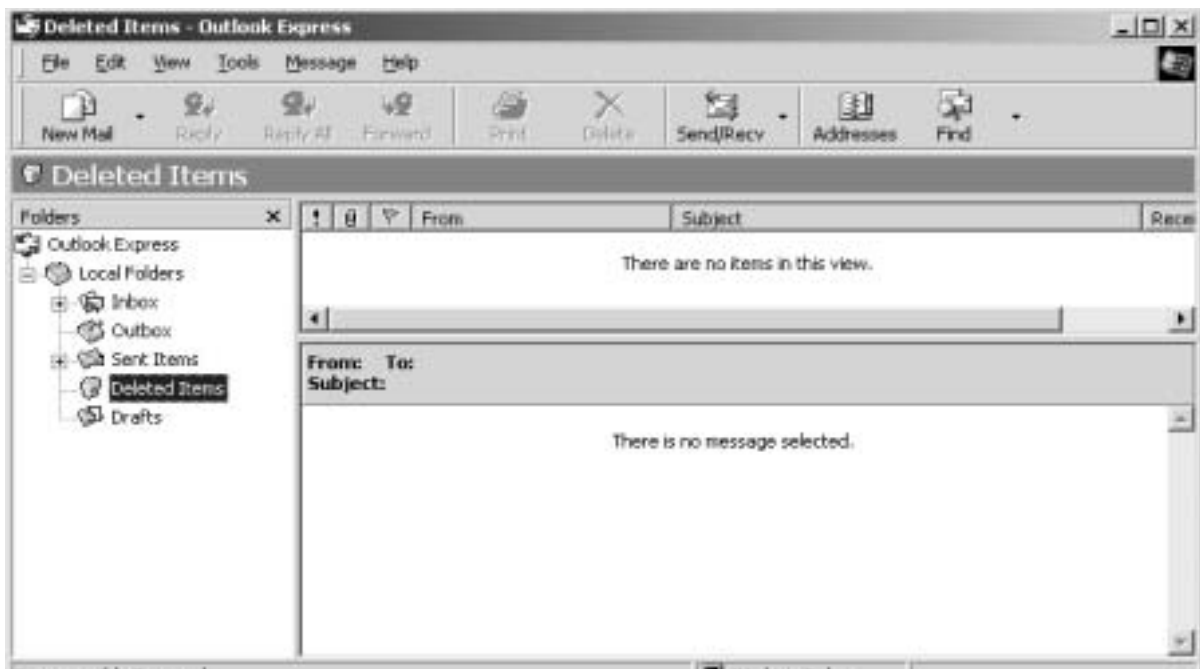 Deleted Items - Outlook Express
File Edit View Tools Message Help
New Mail Reply Reply All Forward Print Delete Send/Recv Addresses Find
Deleted Items
Folders
! From Subject Rece
Outlook Express
Local Folders
Inbox
Outbox
Sent Items
Deleted Items
Drafts
There are no items in this view.
From: To:
Subject:
There is no message selected.